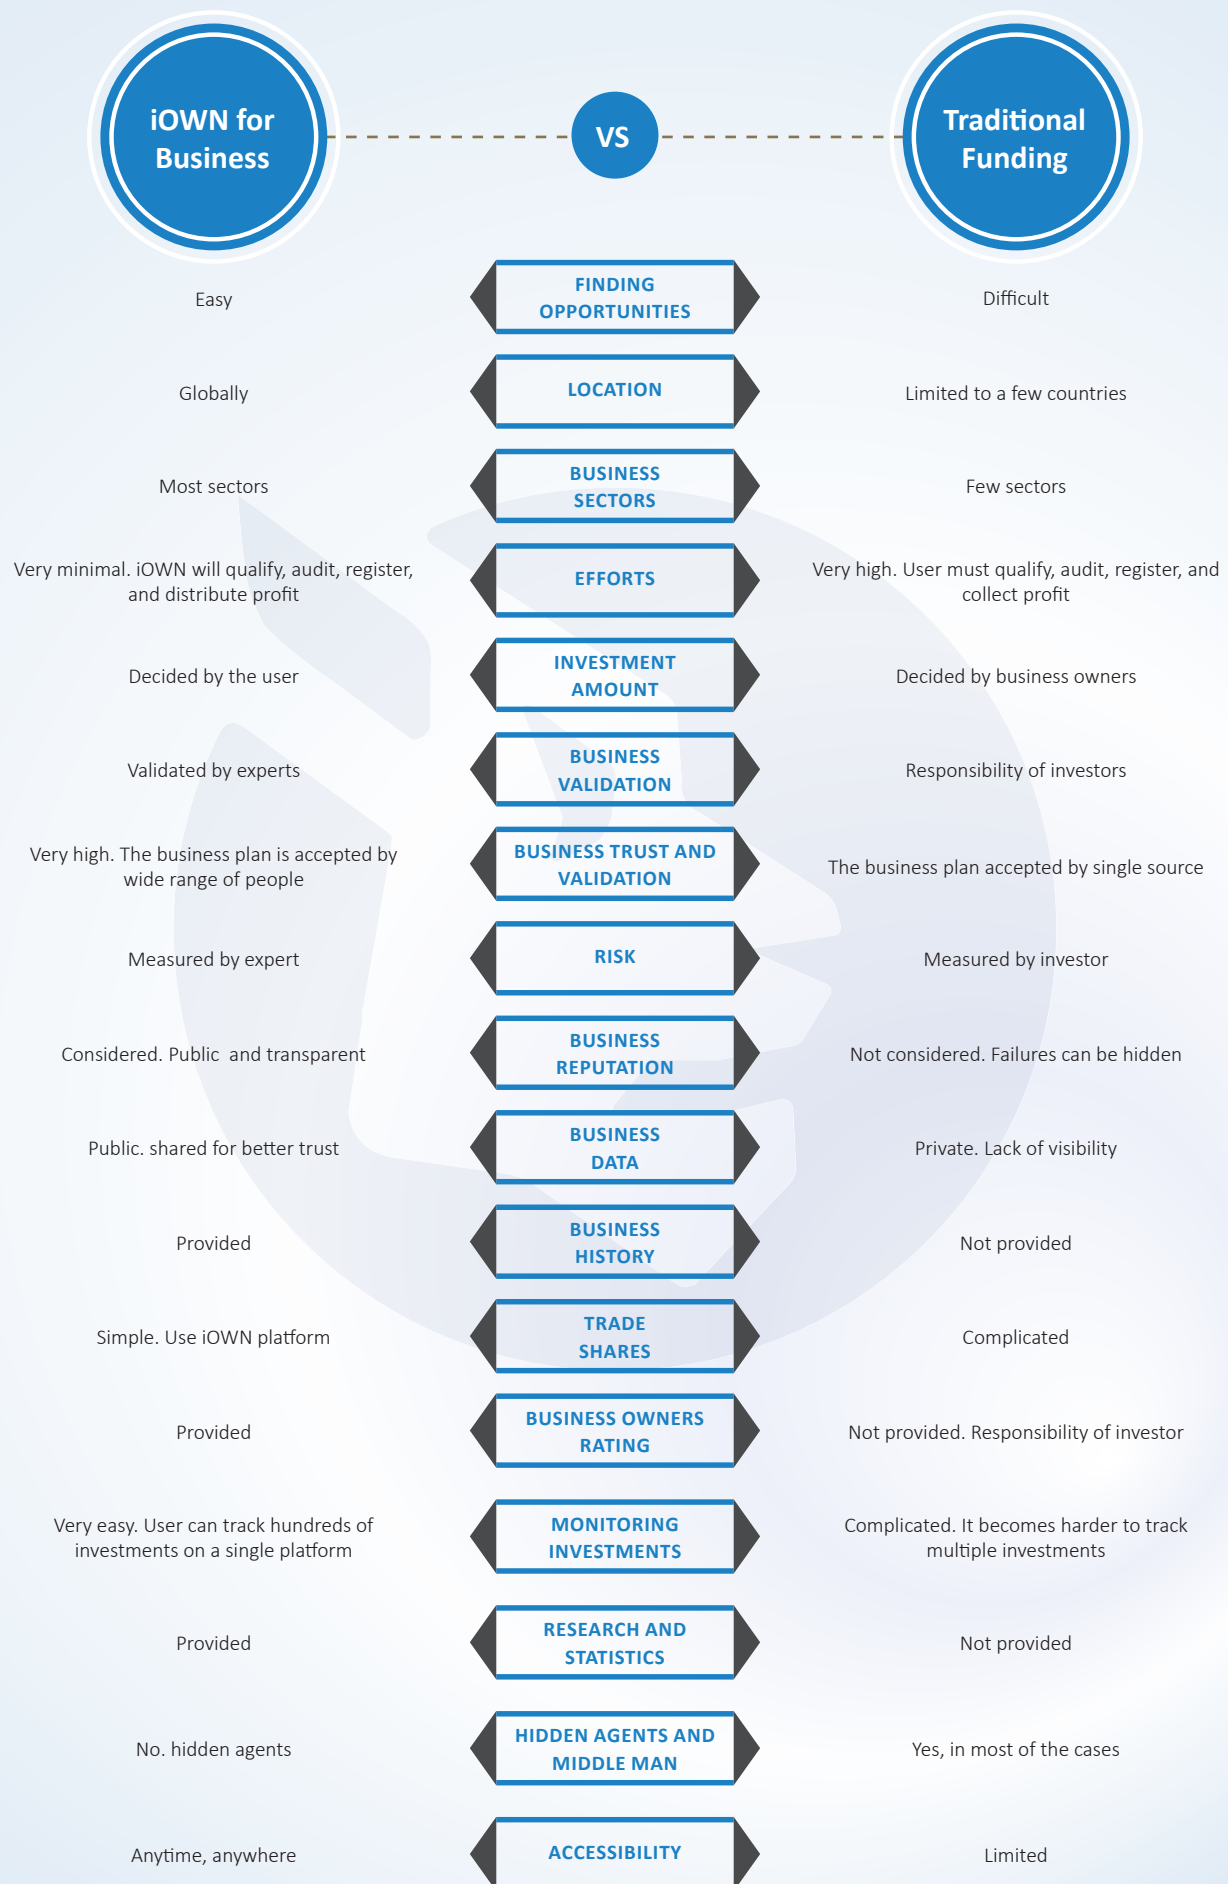 iOWN for
Business
VS
Traditional
Funding
Easy
FINDING
OPPORTUNITIES
Difficult
Globally
LOCATION
Limited to a few countries
Most sectors
BUSINESS
SECTORS
Few sectors
Very minimal. iOWN will qualify, audit, register,
and distribute profit
EFFORTS
Very high. User must qualify, audit, register, and
collect profit
Decided by the user
INVESTMENT
AMOUNT
Decided by business owners
Validated by experts
BUSINESS
VALIDATION
Responsibility of investors
Very high. The business plan is accepted by
wide range of people
BUSINESS TRUST AND
VALIDATION
The business plan accepted by single source
Measured by expert
RISK
Measured by investor
Considered. Public  and transparent
BUSINESS
REPUTATION
Not considered. Failures can be hidden
Public. shared for better trust
BUSINESS
DATA
Private. Lack of visibility
Provided
BUSINESS
HISTORY
Not provided
Simple. Use iOWN platform
TRADE
SHARES
Complicated
Provided
BUSINESS OWNERS
RATING
Not provided. Responsibility of investor
Very easy. User can track hundreds of
investments on a single platform
MONITORING
INVESTMENTS
Complicated. It becomes harder to track
multiple investments
Provided
RESEARCH AND
STATISTICS
Not provided
No. hidden agents
HIDDEN AGENTS AND
MIDDLE MAN
Yes, in most of the cases
Anytime, anywhere
ACCESSIBILITY
Limited